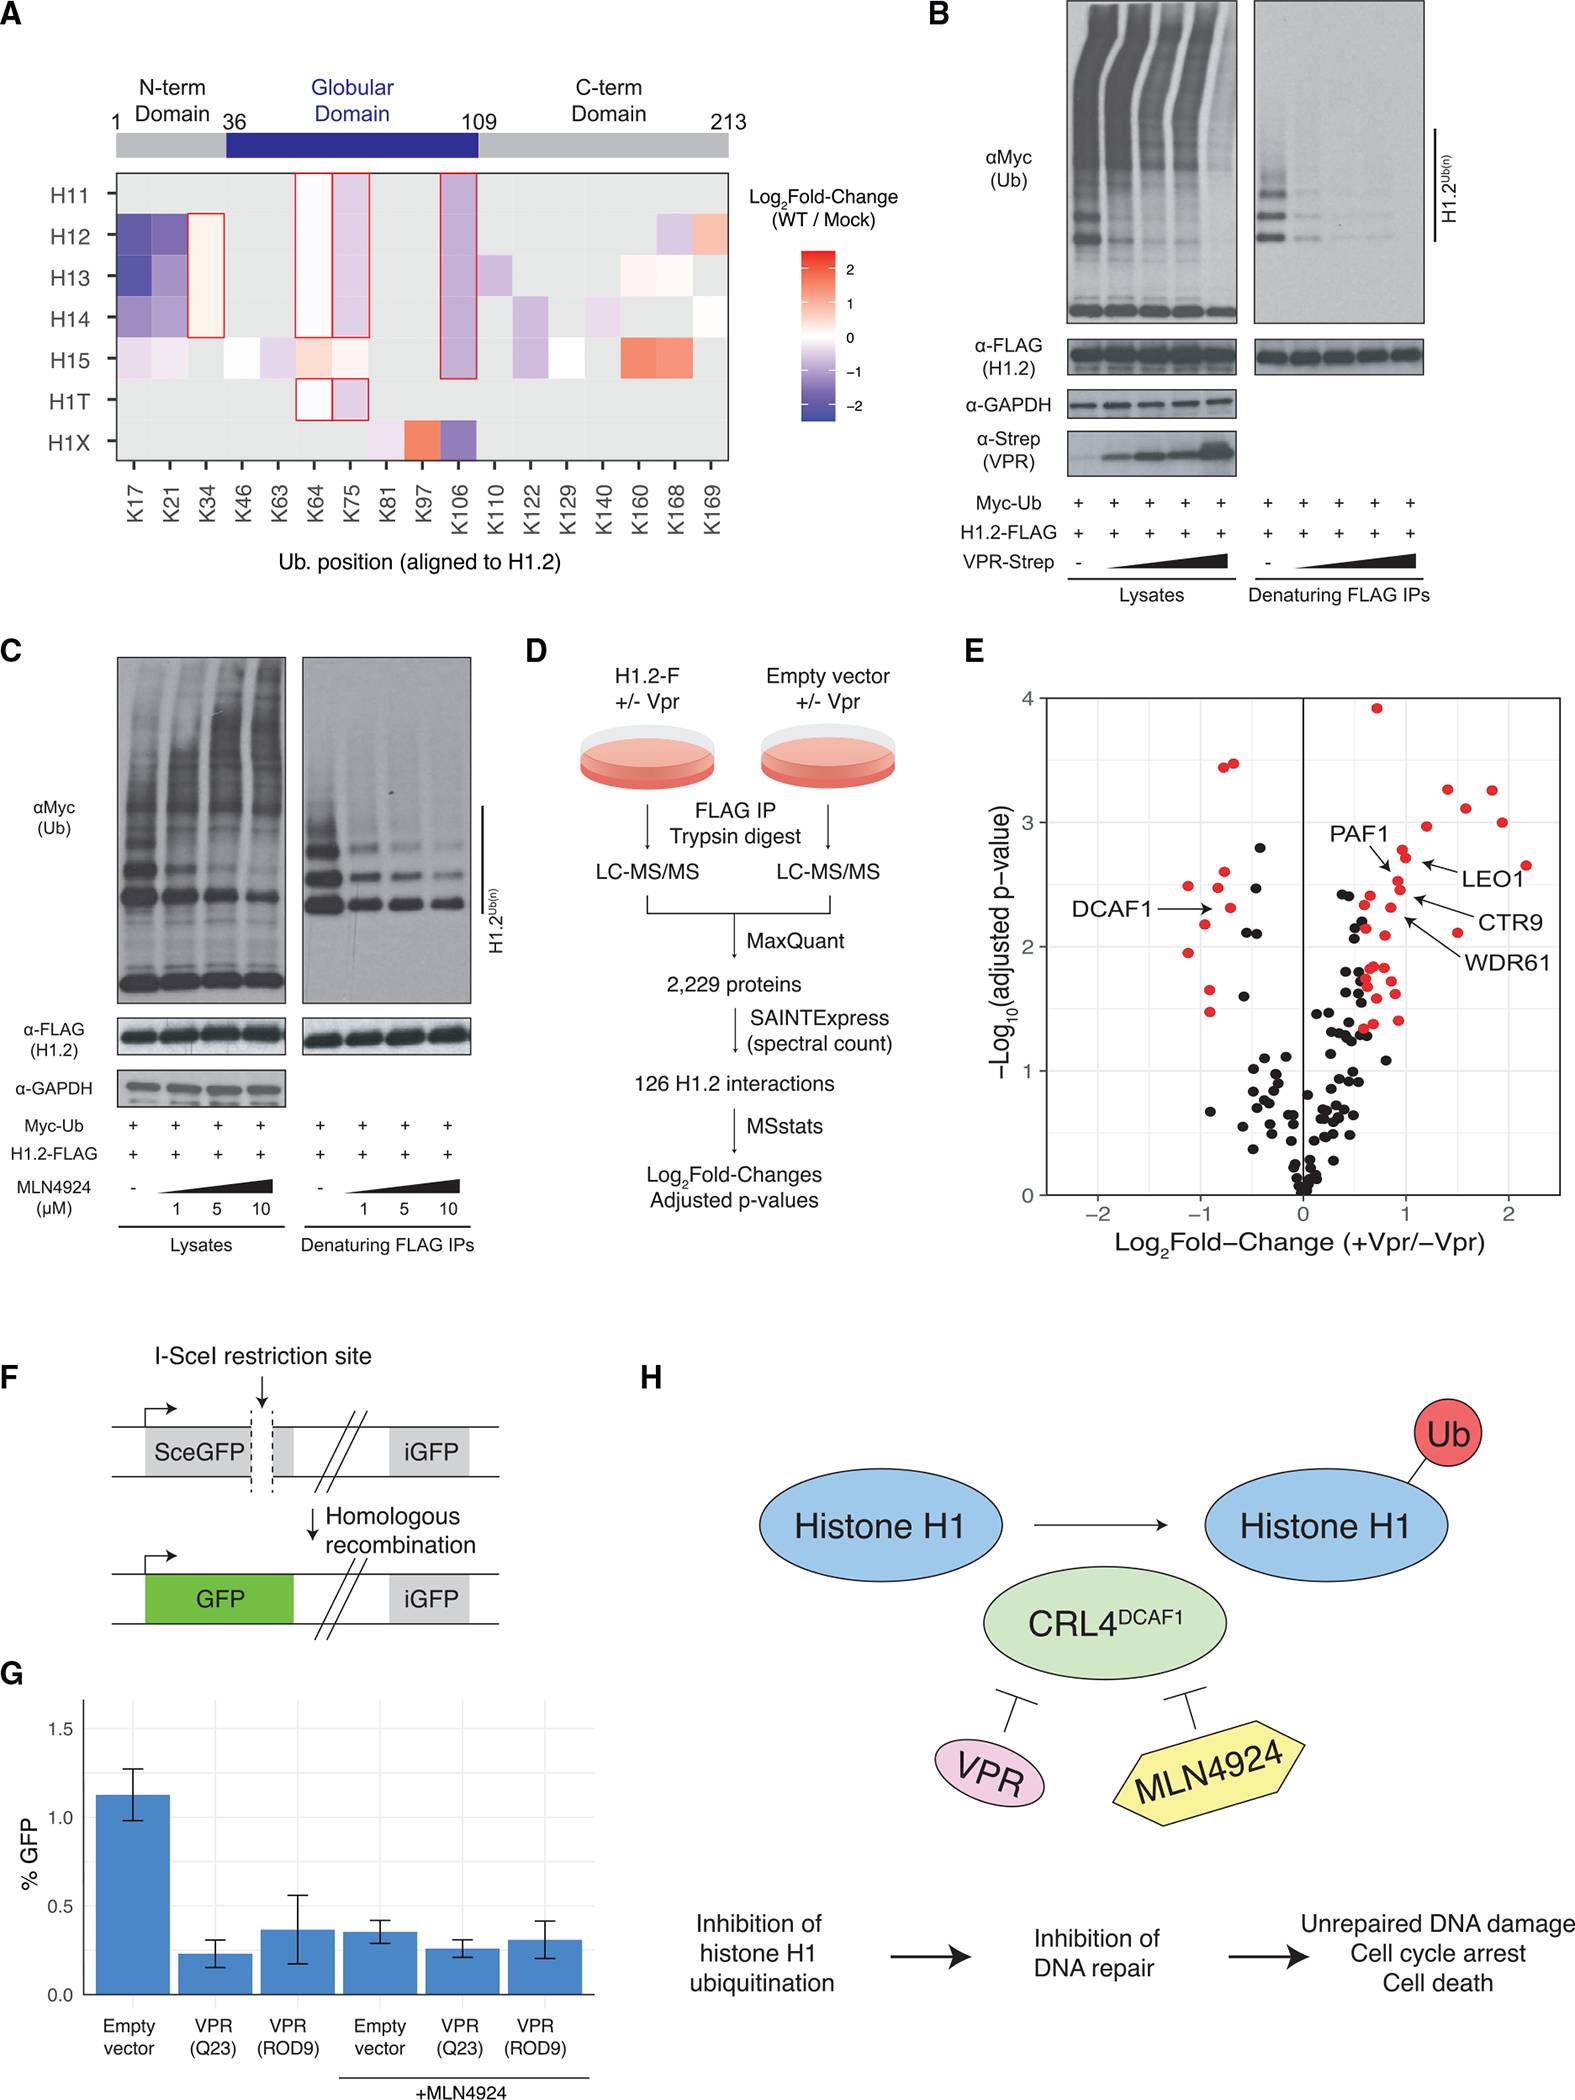 A
N-term
Domain
Globular
Domain
C-term
Domain
1
36
109
213
H11
H12
H13
H14
H15
H1T
H1X
K17
K21
K34
K46
K63
K64
K75
K81
K97
K106
K110
K122
K129
K140
K160
K168
K169
Ub. position (aligned to H1.2)
Log2Fold-Change
(WT / Mock)
2
1
0
−1
−2
B
αMyc
(Ub)
H1.2Ub(n)
α-FLAG
(H1.2)
α-GAPDH
α-Strep
(VPR)
Myc-Ub + + + + + + + + + +
H1.2-FLAG + + + + + + + + + +
VPR-Strep - -
Lysates
Denaturing FLAG IPs
C
αMyc
(Ub)
H1.2Ub(n)
α-FLAG
(H1.2)
α-GAPDH
Myc-Ub + + + + + + + +
H1.2-FLAG + + + + + + + +
MLN4924 - -
(µM) 1 5 10 1 5 10
Lysates
Denaturing FLAG IPs
D
H1.2-F
+/- Vpr
Empty vector
+/- Vpr
FLAG IP
Trypsin digest
LC-MS/MS
LC-MS/MS
MaxQuant
2,229 proteins
SAINTExpress
(spectral count)
126 H1.2 interactions
MSstats
Log2Fold-Changes
Adjusted p-values
E
−Log10(adjusted p−value)
4
3
2
1
0
PAF1
LEO1
DCAF1
CTR9
WDR61
−2
−1
0
1
2
Log2Fold−Change (+Vpr/−Vpr)
F
I-SceI restriction site
SceGFP
iGFP
Homologous
recombination
GFP
iGFP
G
% GFP
1.5
1.0
0.5
0.0
Empty
vector
VPR
(Q23)
VPR
(ROD9)
Empty
vector
VPR
(Q23)
VPR
(ROD9)
+MLN4924
H
Ub
Histone H1
Histone H1
CRL4DCAF1
VPR
MLN4924
Inhibition of
histone H1
ubiquitination
Inhibition of
DNA repair
Unrepaired DNA damage
Cell cycle arrest
Cell death